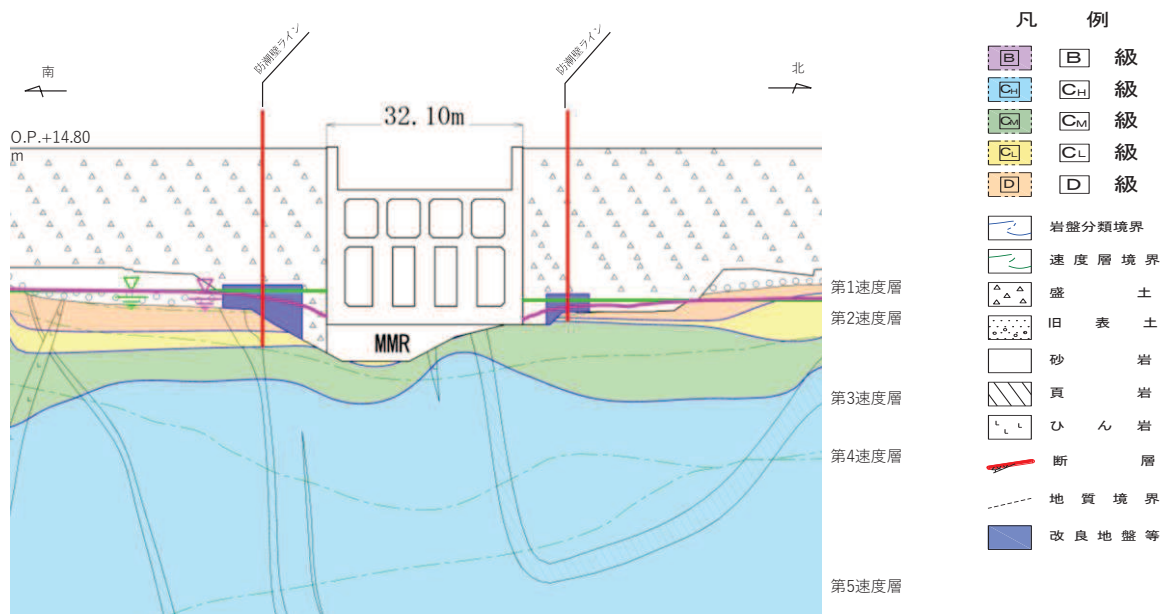 南
防潮壁ライン
防潮壁ライン
北
32.10m
O.P.+14.80
m
MMR
第1速度層
第2速度層
第3速度層
第4速度層
第5速度層
凡 例
B B 級
CH CH 級
CM CM 級
CL CL 級
D D 級
岩盤分類境界
速度層境界
盛土
旧表土
砂岩
頁岩
ひん岩
断層
地質境界
改良地盤等